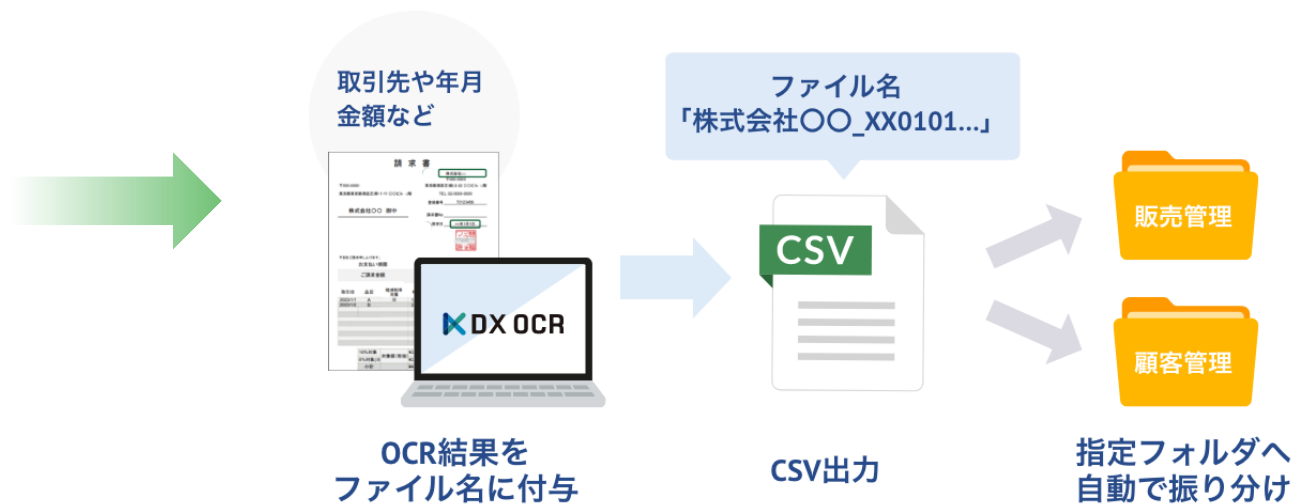 取引先や年月
金額など
請 求 書
株式会社〇〇 御中
ご請求金額
DX OCR
OCR結果を
ファイル名に付与
ファイル名
「株式会社〇〇_XX0101...」
CSV
CSV出力
販売管理
顧客管理
指定フォルダへ
自動で振り分け